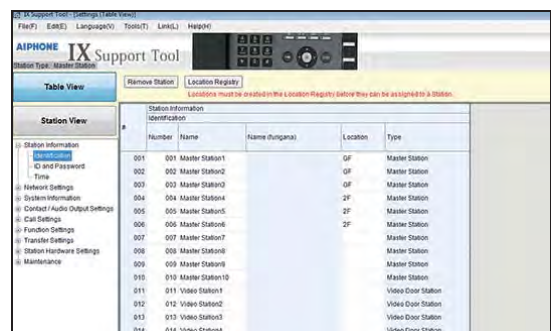 IX Support Tool - [Settings (Table View)]
File(F) Edit(E) Language(V) Tools(T) Link(L) Help(H)
AIPHONE IX Support Tool
Station Type: Master Station
Table View
Remove Station Location Registry
Locations must be created in the Location Registry before they can be assigned to a Station.
Station View
Station Information
Identification
ID and Password
Time
Network Settings
System Information
Contact / Audio Output Settings
Call Settings
Function Settings
Transfer Settings
Station Hardware Settings
Maintenance
Station Information
Identification
# Number Name Name (furigana) Location Type
001 001 Master Station1 GF Master Station
002 002 Master Station2 GF Master Station
003 003 Master Station3 GF Master Station
004 004 Master Station4 2F Master Station
005 005 Master Station5 2F Master Station
006 006 Master Station6 2F Master Station
007 007 Master Station7 Master Station
008 008 Master Station8 Master Station
009 009 Master Station9 Master Station
010 010 Master Station10 Master Station
011 011 Video Station1 Video Door Station
012 012 Video Station2 Video Door Station
013 013 Video Station3 Video Door Station
014 014 Video Station4 Video Door Station